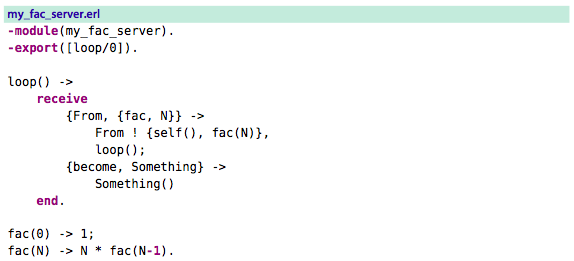 my_fac_server.erl
-module(my_fac_server).
-export([loop/0]).

loop() ->
    receive
        {From, {fac, N}} ->
            From ! {self(), fac(N)},
            loop();
        {become, Something} ->
            Something()
    end.

fac(0) -> 1;
fac(N) -> N * fac(N-1).